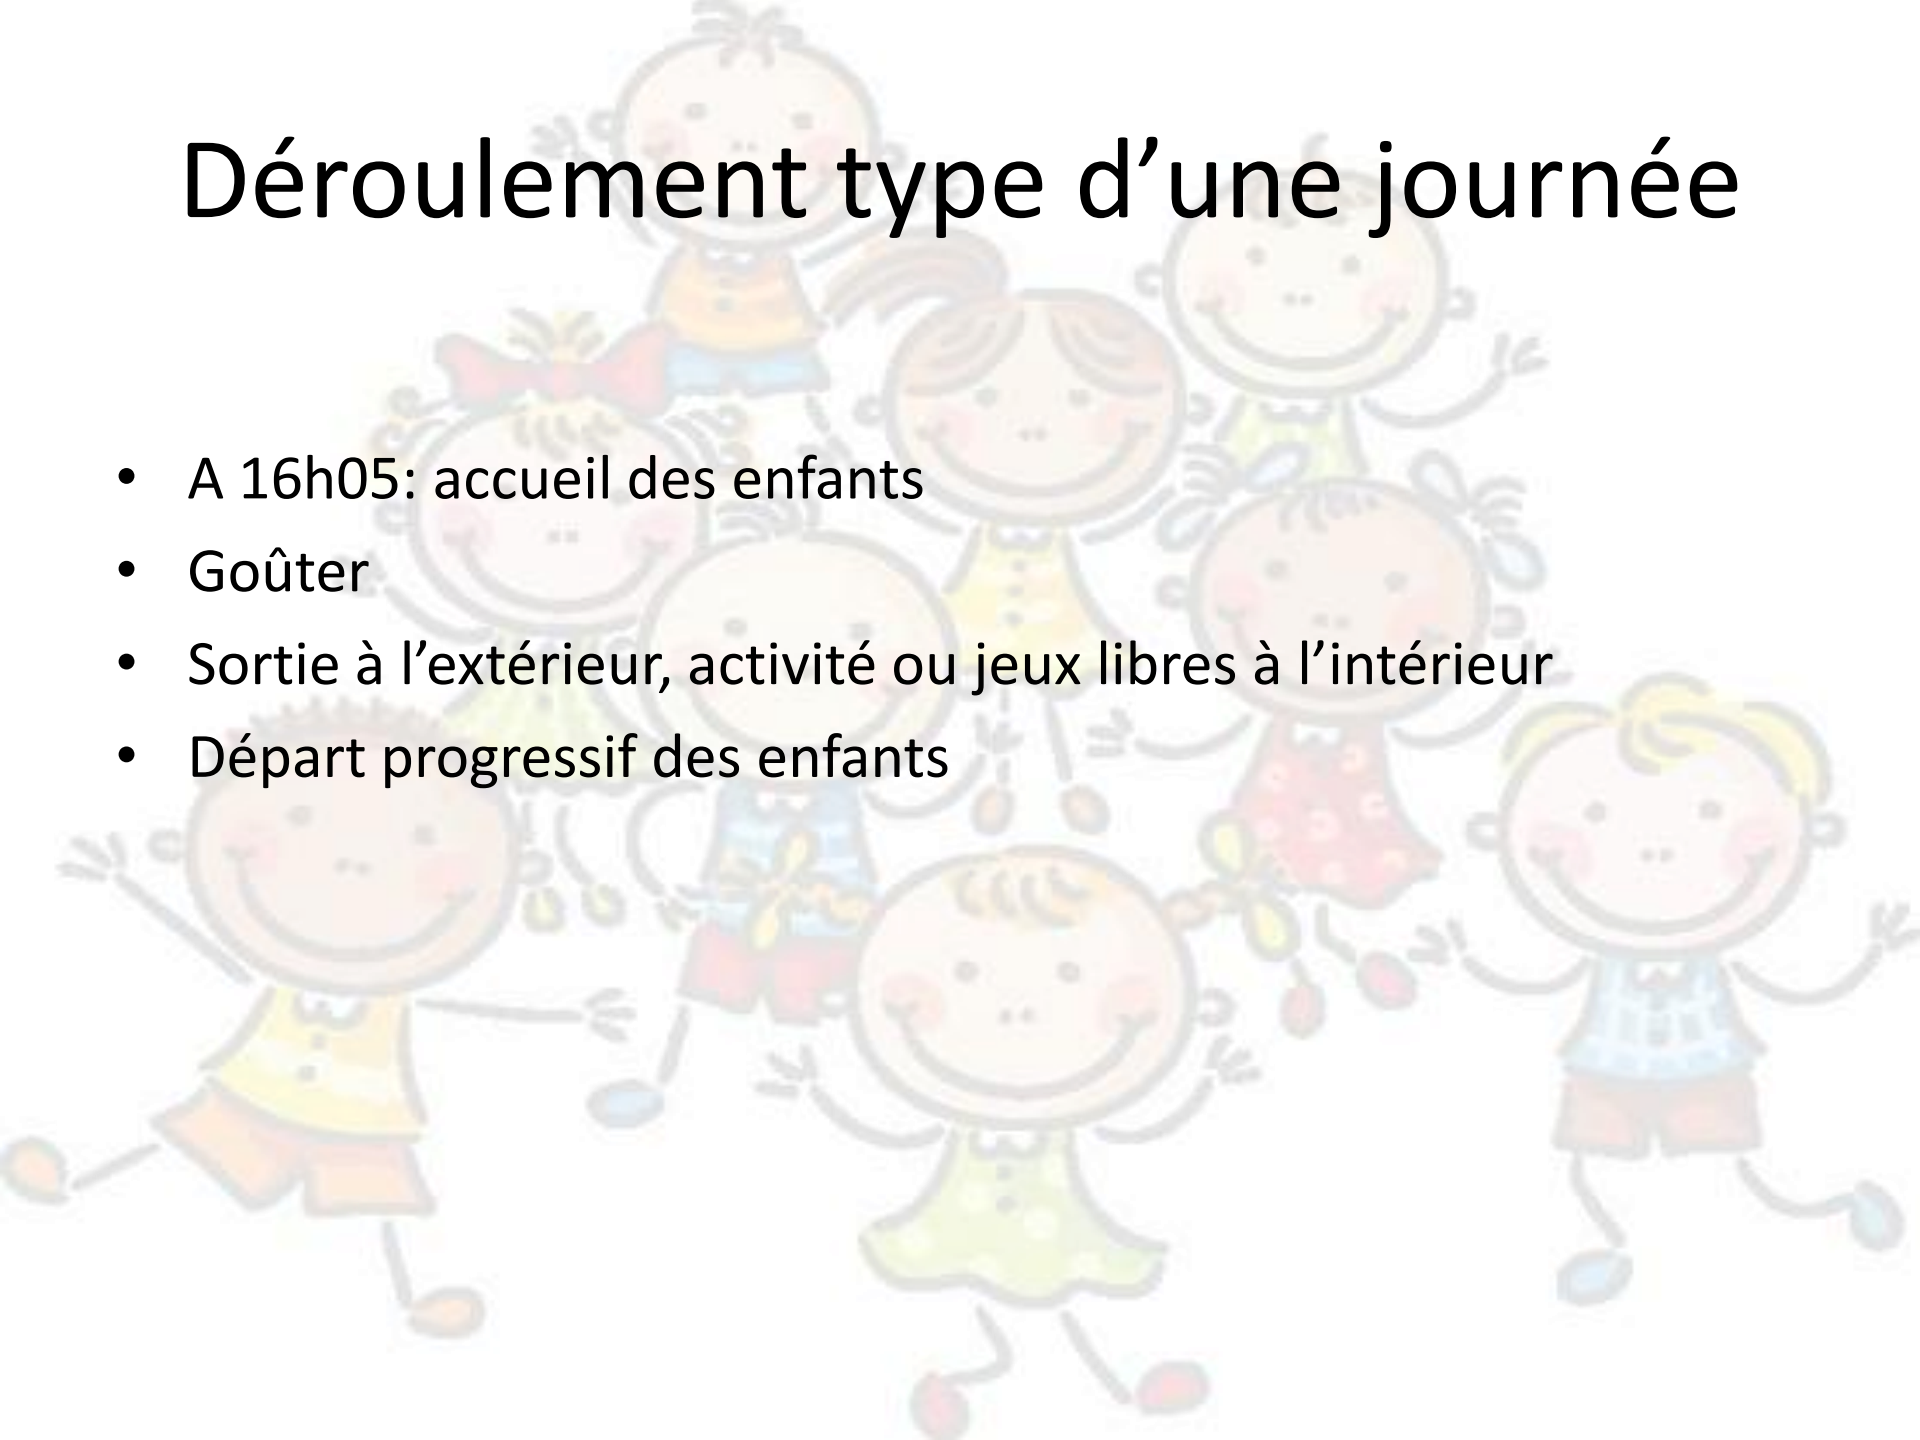 Déroulement type d’une journée
• A 16h05: accueil des enfants
• Goûter
• Sortie à l’extérieur, activité ou jeux libres à l’intérieur
• Départ progressif des enfants